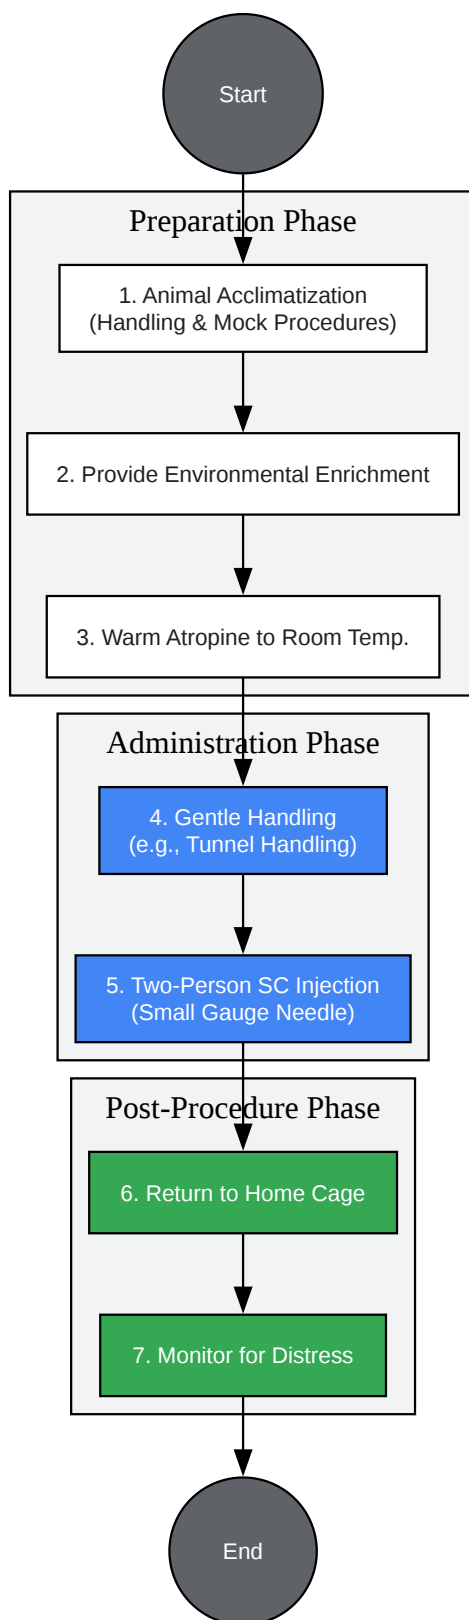 Start
Preparation Phase
1. Animal Acclimatization
(Handling & Mock Procedures)
2. Provide Environmental Enrichment
3. Warm Atropine to Room Temp.
Administration Phase
4. Gentle Handling
(e.g., Tunnel Handling)
5. Two-Person SC Injection
(Small Gauge Needle)
Post-Procedure Phase
6. Return to Home Cage
7. Monitor for Distress
End